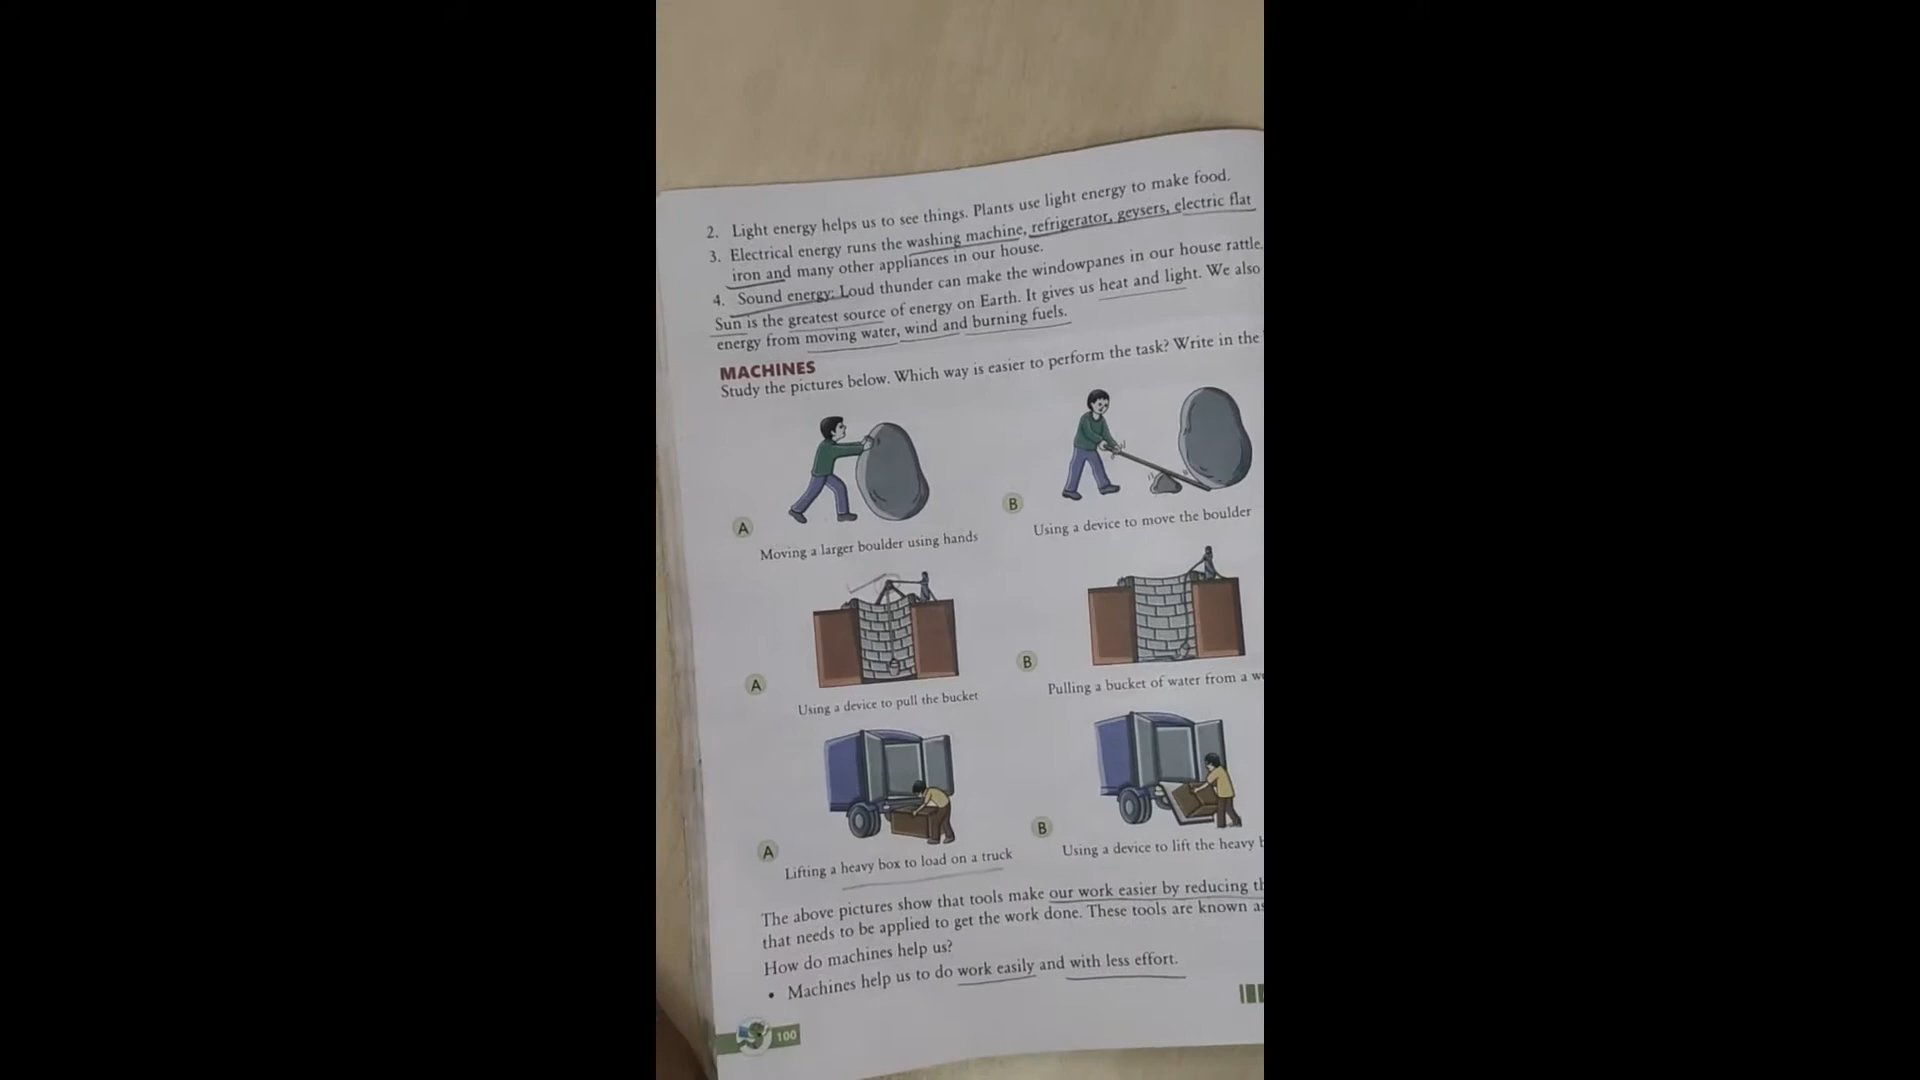 2. Light energy helps us to see things. Plants use light energy to make food.
3. Electrical energy runs the washing machine, refrigerator, geysers, electric flat
iron and many other appliances in our house.
4. Sound energy: Loud thunder can make the windowpanes in our house rattle.
Sun is the greatest source of energy on Earth. It gives us heat and light. We also
energy from moving water, wind and burning fuels.
MACHINES
Study the pictures below. Which way is easier to perform the task? Write in the
A
B
Moving a larger boulder using hands
Using a device to move the boulder
A
B
Using a device to pull the bucket
Pulling a bucket of water from a
A
B
Lifting a heavy box to load on a truck
Using a device to lift the heavy
The above pictures show that tools make our work easier by reducing
that needs to be applied to get the work done. These tools are known as
How do machines help us?
• Machines help us to do work easily and with less effort.
100